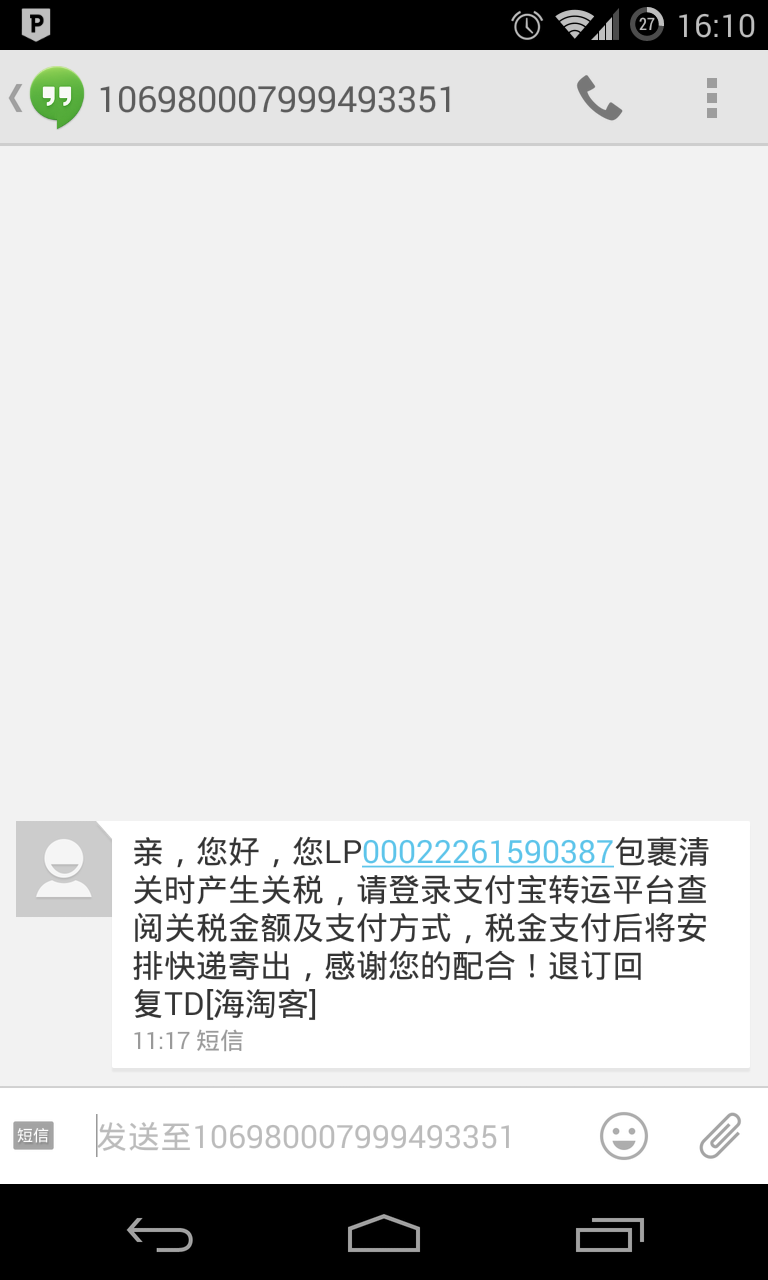 P
27
16:10
106980007999493351
亲，您好，您LP00022261590387包裹清
关时产生关税，请登录支付宝转运平台查
阅关税金额及支付方式，税金支付后将安
排快递寄出，感谢您的配合！退订回
复TD[海淘客]
11:17 短信
短信
发送至106980007999493351